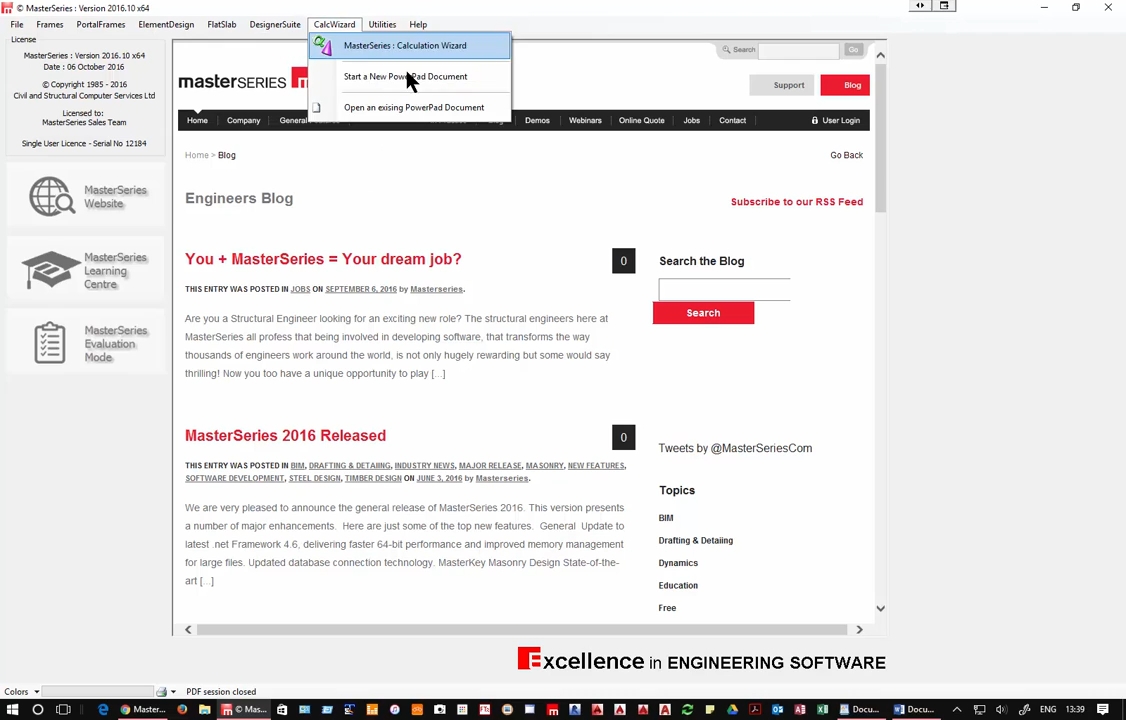 © MasterSeries : Version 2016.10 x64
File Frames PortalFrames ElementDesign FlatSlab DesignerSuite CalcWizard Utilities Help
License
MasterSeries : Version 2016.10 x64
Date : 06 October 2016
© Copyright 1985 - 2016
Civil and Structural Computer Services Ltd
Licensed to:
MasterSeries Sales Team
Single User Licence - Serial No 12184
MasterSeries
Website
MasterSeries
Learning
Centre
MasterSeries
Evaluation
Mode
MasterSeries : Calculation Wizard
Start a New PowerPad Document
Open an exising PowerPad Document
masterSERIES
Search Go
Support Blog
Home Company Demos Webinars Online Quote Jobs Contact User Login
Home > Blog Go Back
Engineers Blog
Subscribe to our RSS Feed
You + MasterSeries = Your dream job?
0
THIS ENTRY WAS POSTED IN JOBS ON SEPTEMBER 6, 2016 by Masterseries.
Are you a Structural Engineer looking for an exciting new role? The structural engineers here at
MasterSeries all profess that being involved in developing software, that transforms the way
thousands of engineers work around the world, is not only hugely rewarding but some would say
thrilling! Now you too have a unique opportunity to play [...]
MasterSeries 2016 Released
0
THIS ENTRY WAS POSTED IN BIM, DRAFTING & DETAIING, INDUSTRY NEWS, MAJOR RELEASE, MASONRY, NEW FEATURES,
SOFTWARE DEVELOPMENT, STEEL DESIGN, TIMBER DESIGN ON JUNE 3, 2016 by Masterseries.
We are very pleased to announce the general release of MasterSeries 2016. This version presents
a number of major enhancements. Here are just some of the top new features. General Update to
latest .net Framework 4.6, delivering faster 64-bit performance and improved memory management
for large files. Updated database connection technology. MasterKey Masonry Design State-of-the-
art [...]
Search the Blog
Search
Tweets by @MasterSeriesCom
Topics
BIM
Drafting & Detaiing
Dynamics
Education
Free
Excellence in ENGINEERING SOFTWARE
Colors PDF session closed
Master... © Mas... Docu... Docu... ENG 13:39